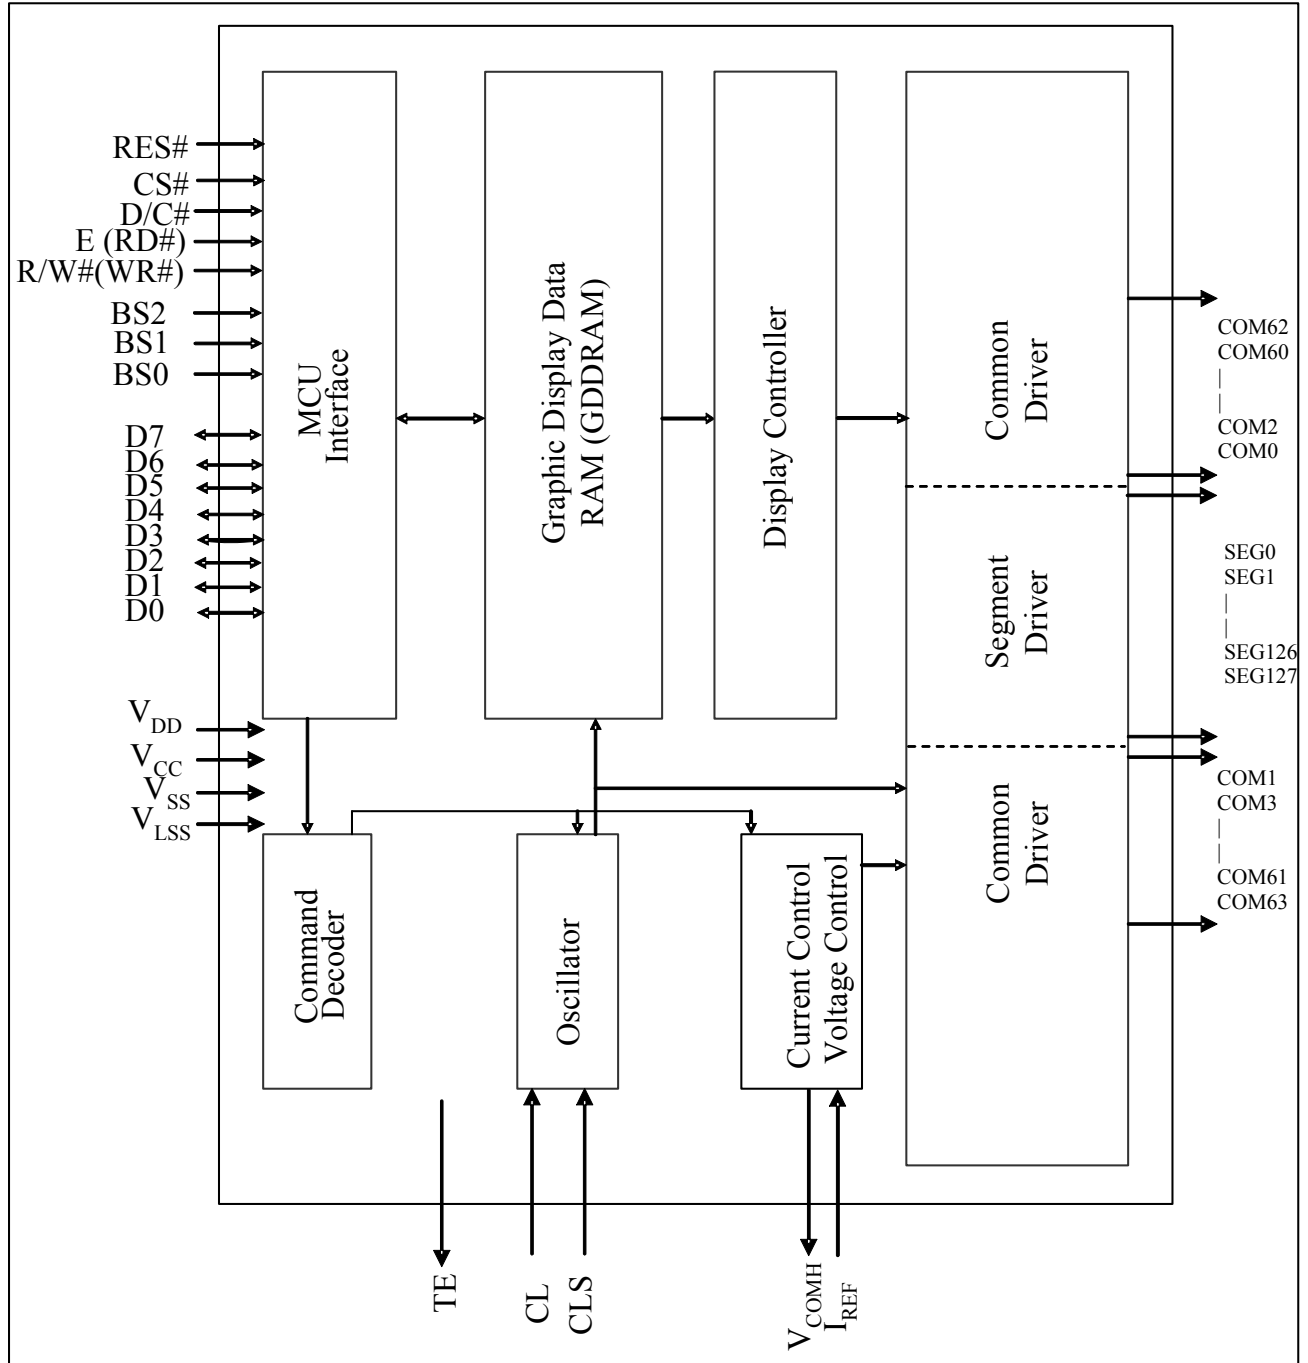 RES#
CS#
D/C#
E (RD#)
R/W#(WR#)
BS2
BS1
BS0
D7
D6
D5
D4
D3
D2
D1
D0
VDD
VCC
VSS
VLSS
MCU
Interface
Graphic Display Data
RAM (GDDRAM)
Display Controller
Common
Driver
Segment
Driver
Common
Driver
Command
Decoder
Oscillator
Current Control
Voltage Control
COM62
COM60
|
|
COM2
COM0
SEG0
SEG1
|
|
SEG126
SEG127
COM1
COM3
|
|
COM61
COM63
TE
CL
CLS
VCOMH
IREF